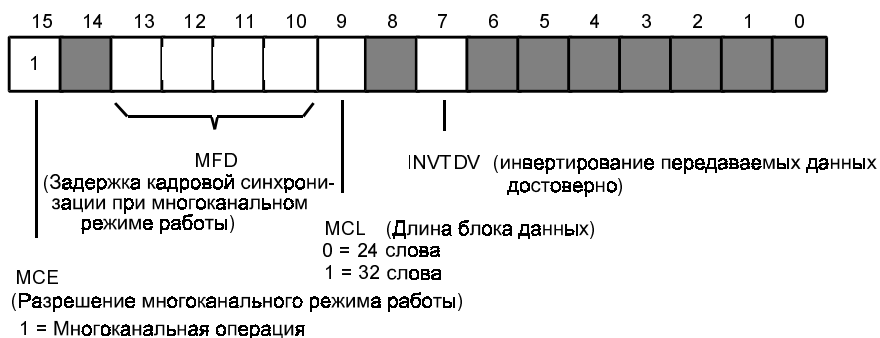 15 14 13 12 11 10 9 8 7 6 5 4 3 2 1 0
1
MFD
(Задержка кадровой синхрони-
зации при многоканальном
режиме работы)
INVTDV (инвертирование передаваемых данных
достоверно)
MCL (Длина блока данных)
0 = 24 слова
1 = 32 слова
MCE
(Разрешение многоканального режима работы)
1 = Многоканальная операция